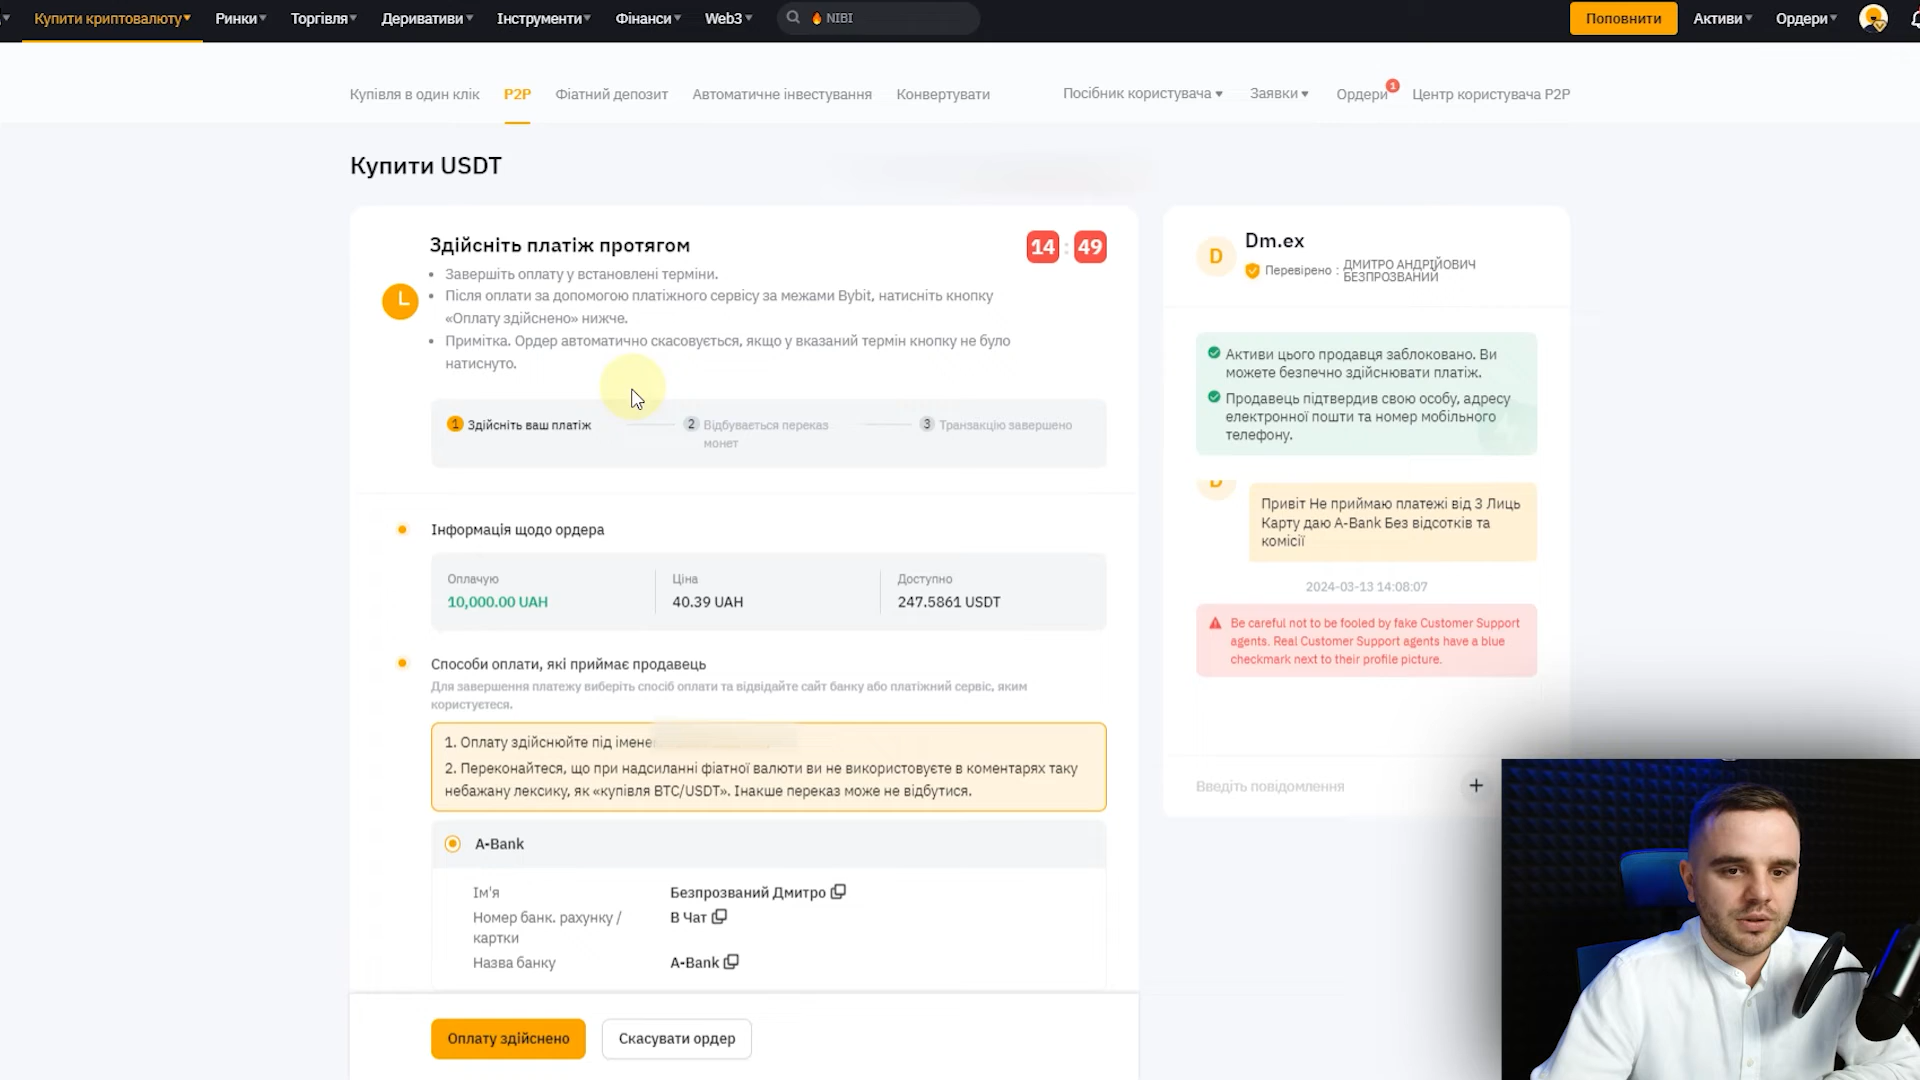 Купити криптовалюту
Ринки
Торгівля
Деривативи
Інструменти
Фінанси
Web3
NIBI
Поповнити
Активи
Ордери
Купівля в один клік
P2P
Фіатний депозит
Автоматичне інвестування
Конвертувати
Посібник користувача
Заявки
Ордери
1
Центр користувача P2P
Купити USDT
Здійсніть платіж протягом
14 : 49
• Завершіть оплату у встановлені терміни.
• Після оплати за допомогою платіжного сервісу за межами Bybit, натисніть кнопку
«Оплату здійснено» нижче.
• Примітка. Ордер автоматично скасовується, якщо у вказаний термін кнопку не було
натиснуто.
1 Здійсніть ваш платіж
2 Відбувається переказ
монет
3 Транзакцію завершено
Інформація щодо ордера
Оплачую
10,000.00 UAH
Ціна
40.39 UAH
Доступно
247.5861 USDT
Способи оплати, які приймає продавець
Для завершення платежу виберіть спосіб оплати та відвідайте сайт банку або платіжний сервіс, яким
користуєтеся.
1. Оплату здійснюйте під імене
2. Переконайтеся, що при надсиланні фіатної валюти ви не використовуєте в коментарях таку
небажану лексику, як «купівля BTC/USDT». Інакше переказ може не відбутися.
A-Bank
Ім'я
Безпрозваний Дмитро
Номер банк. рахунку /
картки
В Чат
Назва банку
A-Bank
Оплату здійснено
Скасувати ордер
D
Dm.ex
Перевірено : ДМИТРО АНДРІЙОВИЧ
БЕЗПРОЗВАНИЙ
Активи цього продавця заблоковано. Ви
можете безпечно здійснювати платіж.
Продавець підтвердив свою особу, адресу
електронної пошти та номер мобільного
телефону.
D
Привіт Не приймаю платежі від 3 Лиць
Карту даю A-Bank Без відсотків та
комісії
2024-03-13 14:08:07
Be careful not to be fooled by fake Customer Support
agents. Real Customer Support agents have a blue
checkmark next to their profile picture.
Введіть повідомлення